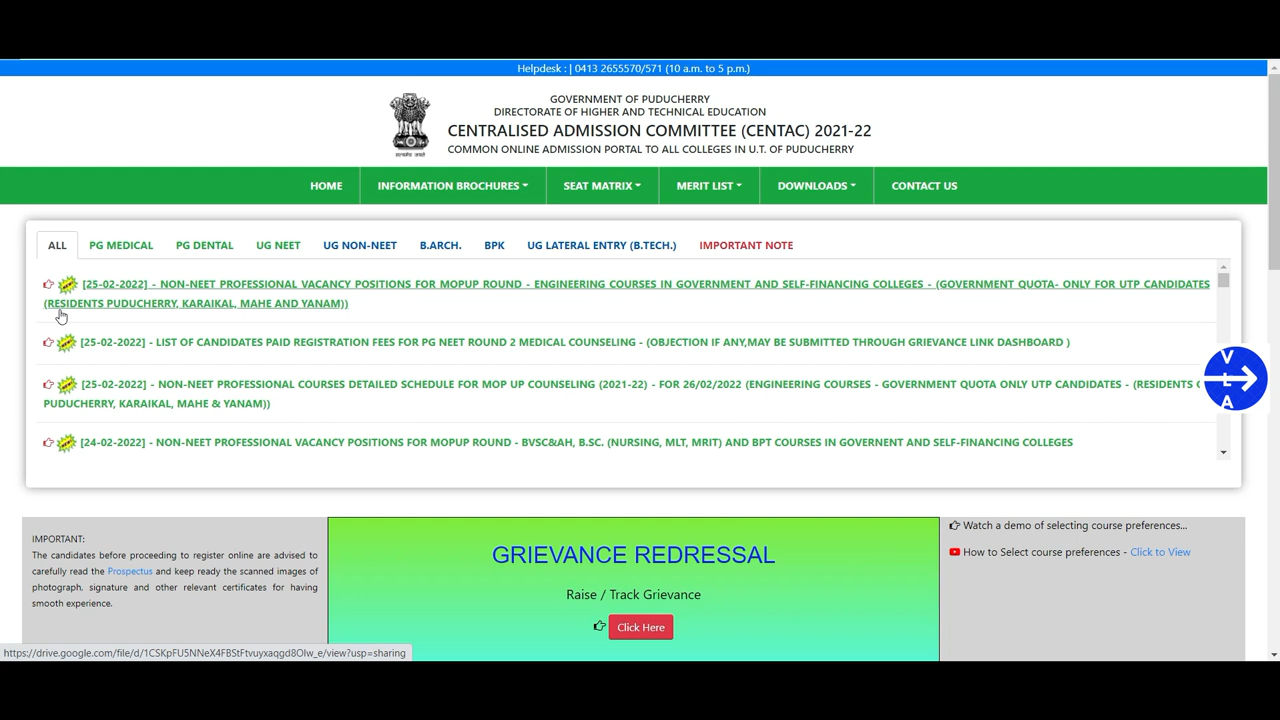 Helpdesk : | 0413 2655570/571 (10 a.m. to 5 p.m.)
GOVERNMENT OF PUDUCHERRY
DIRECTORATE OF HIGHER AND TECHNICAL EDUCATION
CENTRALISED ADMISSION COMMITTEE (CENTAC) 2021-22
COMMON ONLINE ADMISSION PORTAL TO ALL COLLEGES IN U.T. OF PUDUCHERRY
सत्यमेव जयते
HOME INFORMATION BROCHURES SEAT MATRIX MERIT LIST DOWNLOADS CONTACT US
ALL PG MEDICAL PG DENTAL UG NEET UG NON-NEET B.ARCH. BPK UG LATERAL ENTRY (B.TECH.) IMPORTANT NOTE
[25-02-2022] - NON-NEET PROFESSIONAL VACANCY POSITIONS FOR MOPUP ROUND - ENGINEERING COURSES IN GOVERNMENT AND SELF-FINANCING COLLEGES - (GOVERNMENT QUOTA- ONLY FOR UTP CANDIDATES
(RESIDENTS PUDUCHERRY, KARAIKAL, MAHE AND YANAM))
[25-02-2022] - LIST OF CANDIDATES PAID REGISTRATION FEES FOR PG NEET ROUND 2 MEDICAL COUNSELING - (OBJECTION IF ANY,MAY BE SUBMITTED THROUGH GRIEVANCE LINK DASHBOARD )
[25-02-2022] - NON-NEET PROFESSIONAL COURSES DETAILED SCHEDULE FOR MOP UP COUNSELING (2021-22) - FOR 26/02/2022 (ENGINEERING COURSES - GOVERNMENT QUOTA ONLY UTP CANDIDATES - (RESIDENTS
PUDUCHERRY, KARAIKAL, MAHE & YANAM))
[24-02-2022] - NON-NEET PROFESSIONAL VACANCY POSITIONS FOR MOPUP ROUND - BVSC&AH, B.SC. (NURSING, MLT, MRIT) AND BPT COURSES IN GOVERNENT AND SELF-FINANCING COLLEGES
V
L
A
IMPORTANT:
The candidates before proceeding to register online are advised to
carefully read the Prospectus and keep ready the scanned images of
photograph, signature and other relevant certificates for having
smooth experience.
GRIEVANCE REDRESSAL
Raise / Track Grievance
Click Here
Watch a demo of selecting course preferences...
How to Select course preferences - Click to View